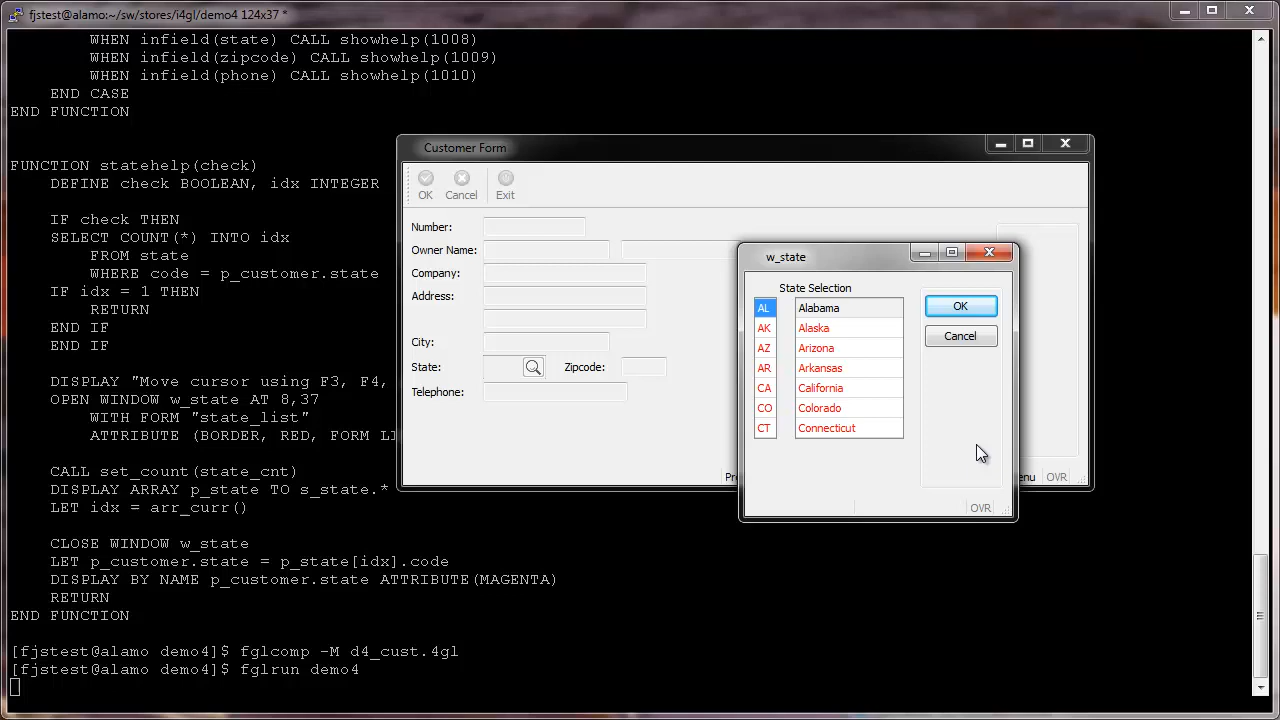 fjstest@alamo:~/sw/stores/i4gl/demo4 124x37 *
WHEN infield(state) CALL showhelp(1008)
WHEN infield(zipcode) CALL showhelp(1009)
WHEN infield(phone) CALL showhelp(1010)
END CASE
END FUNCTION
FUNCTION statehelp(check)
DEFINE check BOOLEAN, idx INTEGER
IF check THEN
SELECT COUNT(*) INTO idx
FROM state
WHERE code = p_customer.state
IF idx = 1 THEN
RETURN
END IF
END IF
DISPLAY "Move cursor using F3, F4,
OPEN WINDOW w_state AT 8,37
WITH FORM "state_list"
ATTRIBUTE (BORDER, RED, FORM LI
CALL set_count(state_cnt)
DISPLAY ARRAY p_state TO s_state.*
LET idx = arr_curr()
CLOSE WINDOW w_state
LET p_customer.state = p_state[idx].code
DISPLAY BY NAME p_customer.state ATTRIBUTE(MAGENTA)
RETURN
END FUNCTION
[fjstest@alamo demo4]$ fglcomp -M d4_cust.4gl
[fjstest@alamo demo4]$ fglrun demo4
Customer Form
OK Cancel Exit
Number:
Owner Name:
Company:
Address:
City:
State: Zipcode:
Telephone:
Pr enu OVR
w_state
State Selection
AL Alabama
AK Alaska
AZ Arizona
AR Arkansas
CA California
CO Colorado
CT Connecticut
OK
Cancel
OVR